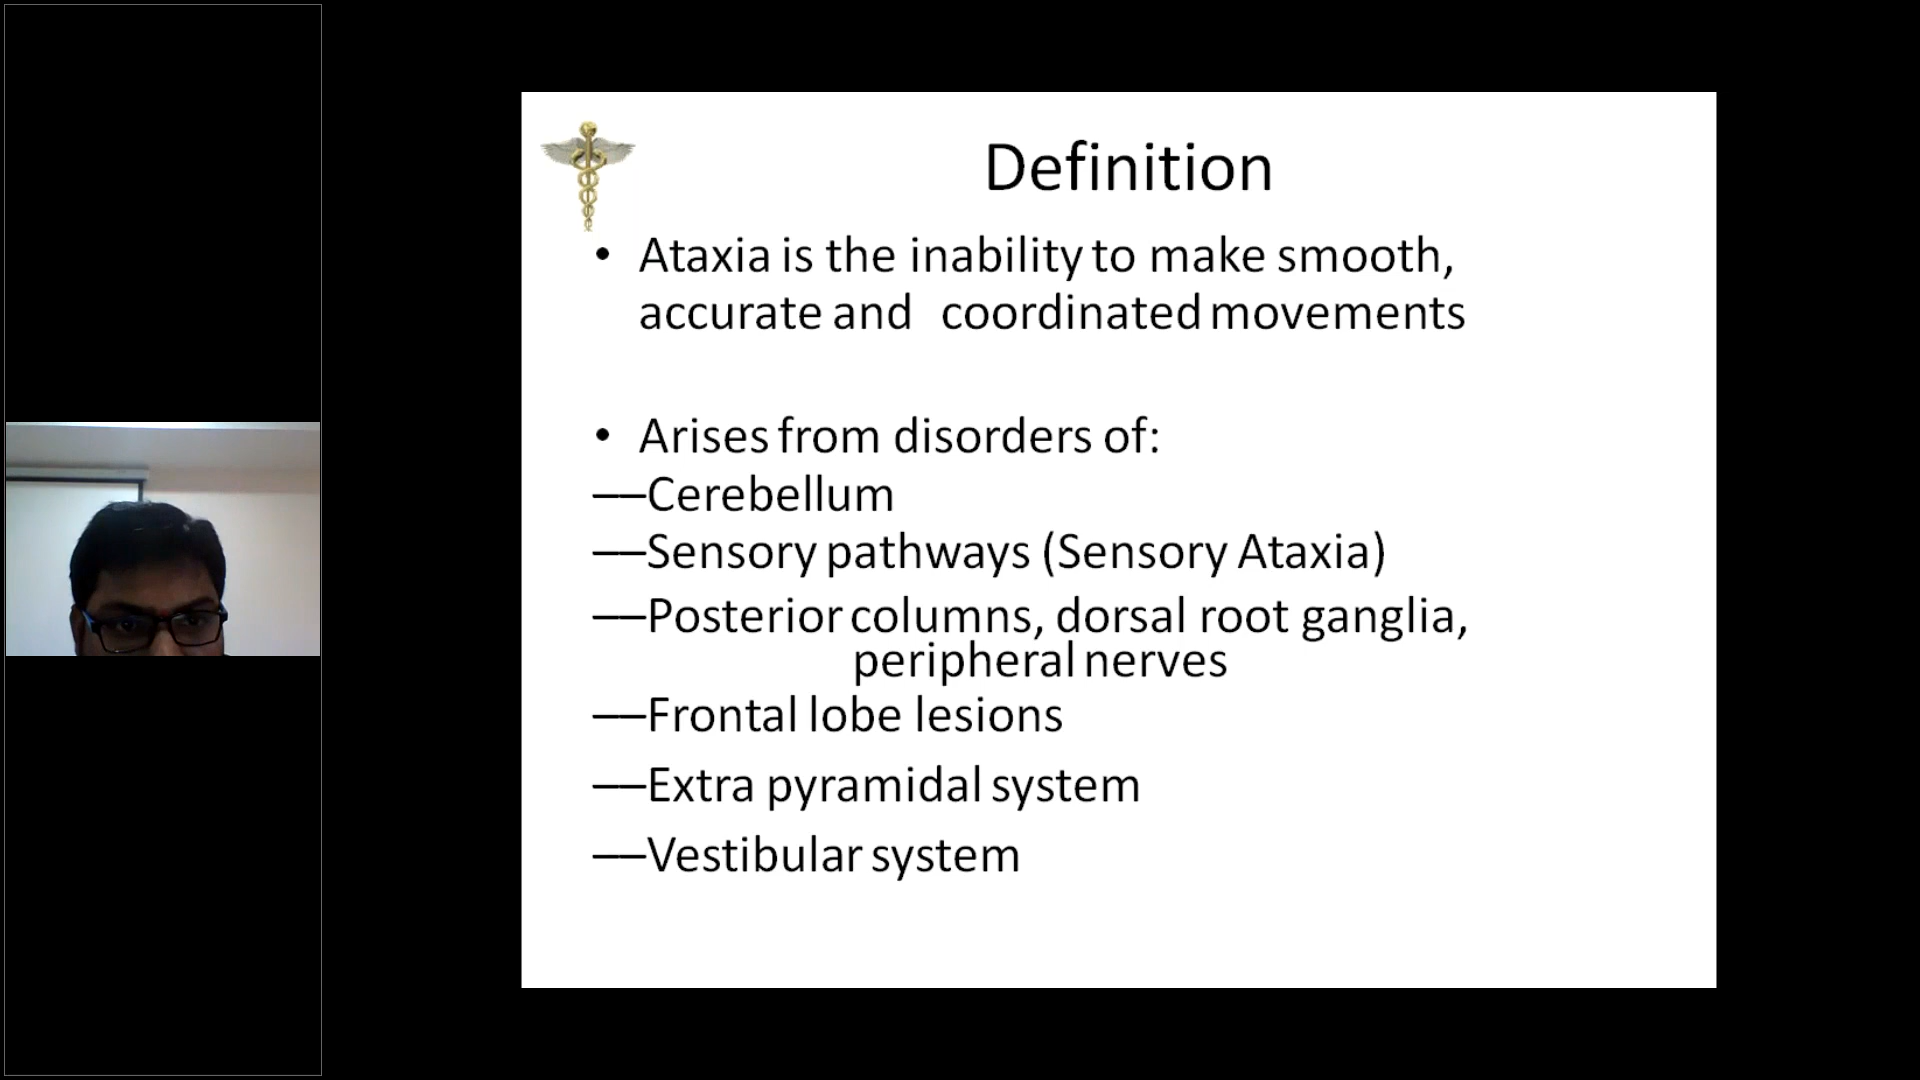 Definition
• Ataxia is the inability to make smooth,
accurate and coordinated movements
• Arises from disorders of:
––Cerebellum
––Sensory pathways (Sensory Ataxia)
––Posterior columns, dorsal root ganglia,
peripheral nerves
––Frontal lobe lesions
––Extra pyramidal system
––Vestibular system